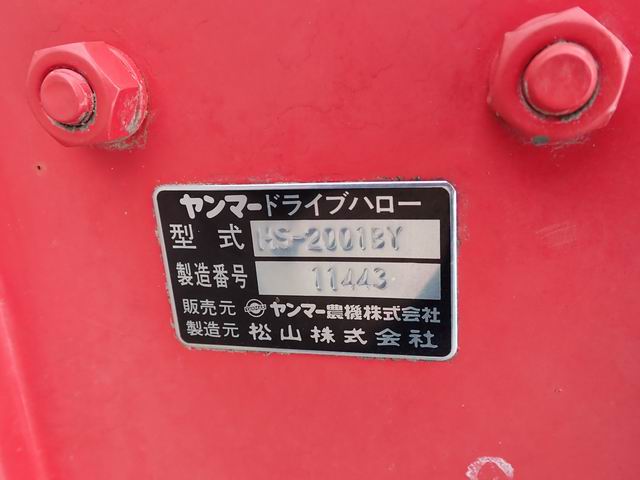 ヤンマードライブハロー
型式 HS-2001BY
製造番号 11443
販売元 ヤンマー農機株式会社
製造元 松山株式会社